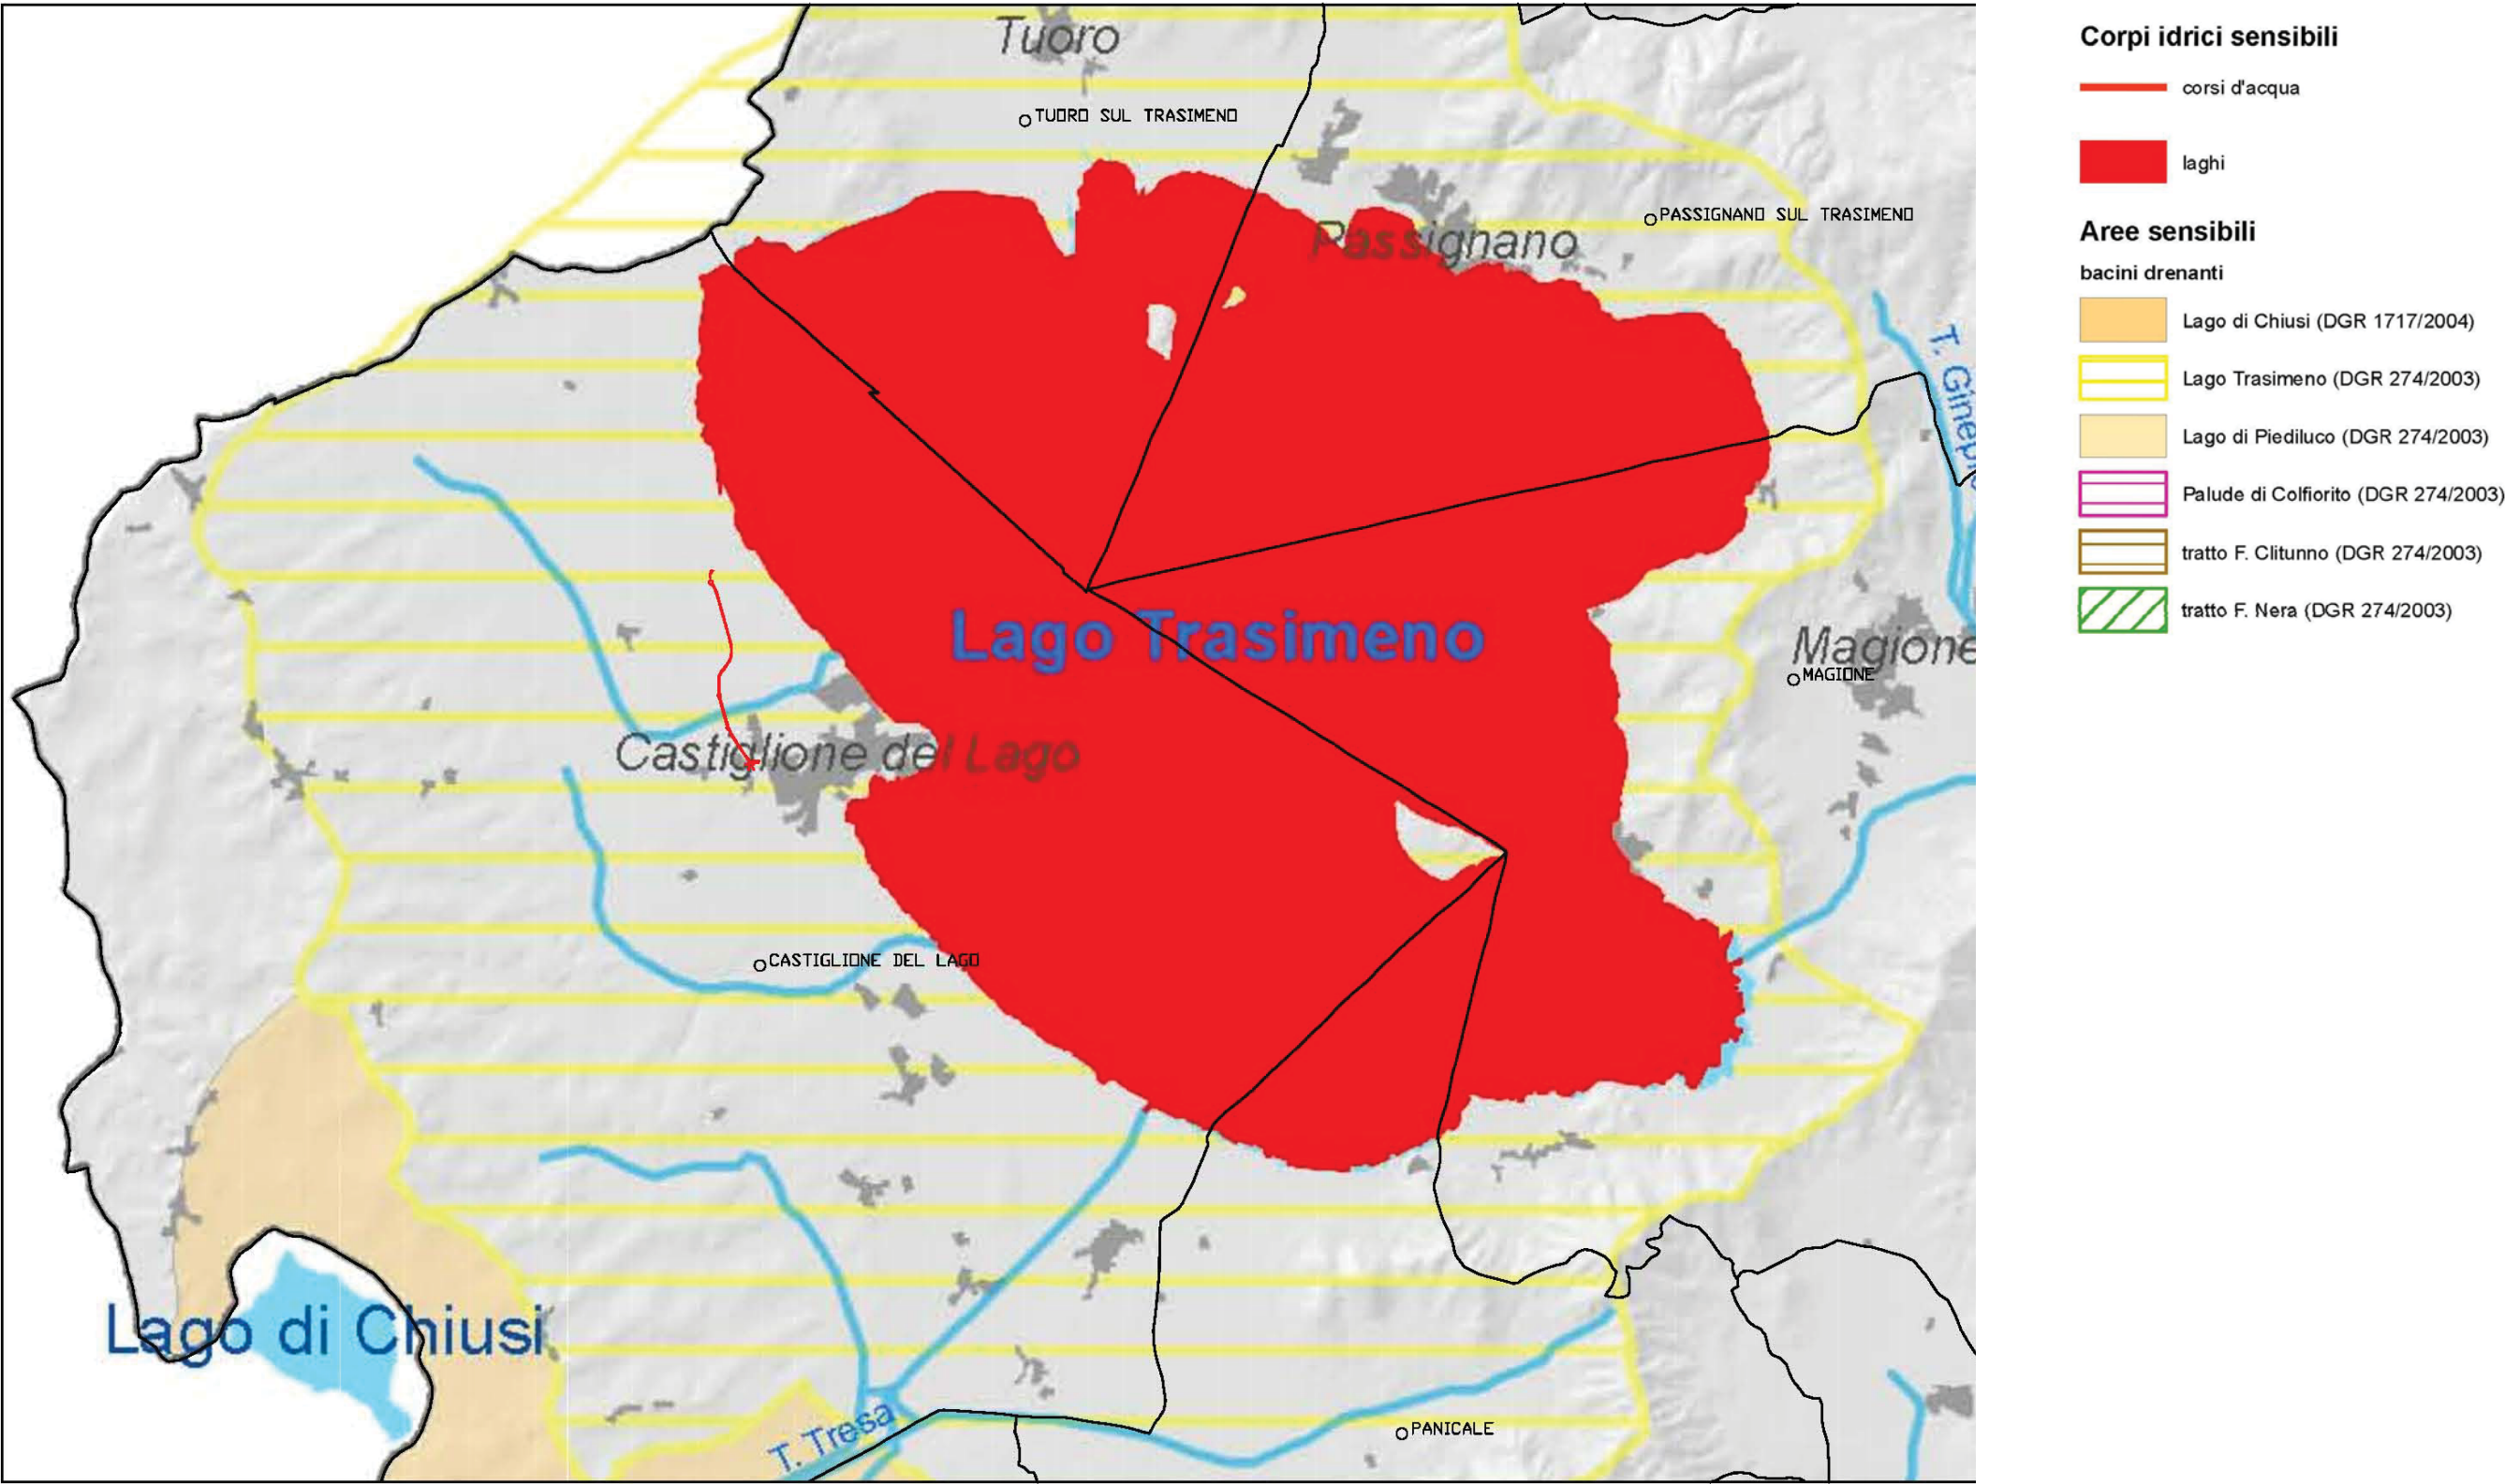 Tuoro
TUORO SUL TRASIMENO
PASSIGNANO SUL TRASIMENO
Passignano
Lago Trasimeno
Magione
MAGIONE
Castiglione del Lago
CASTIGLIONE DEL LAGO
Lago di Chiusi
T. Tresa
PANICALE
Corpi idrici sensibili
corsi d'acqua
laghi
Aree sensibili
bacini drenanti
Lago di Chiusi (DGR 1717/2004)
Lago Trasimeno (DGR 274/2003)
Lago di Piediluco (DGR 274/2003)
Palude di Colfiorito (DGR 274/2003)
tratto F. Clitunno (DGR 274/2003)
tratto F. Nera (DGR 274/2003)